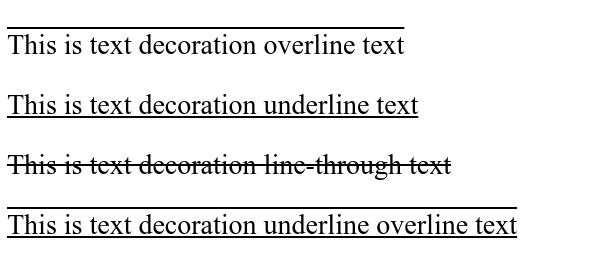 This is text decoration overline text
This is text decoration underline text
This is text decoration line-through text
This is text decoration underline overline text